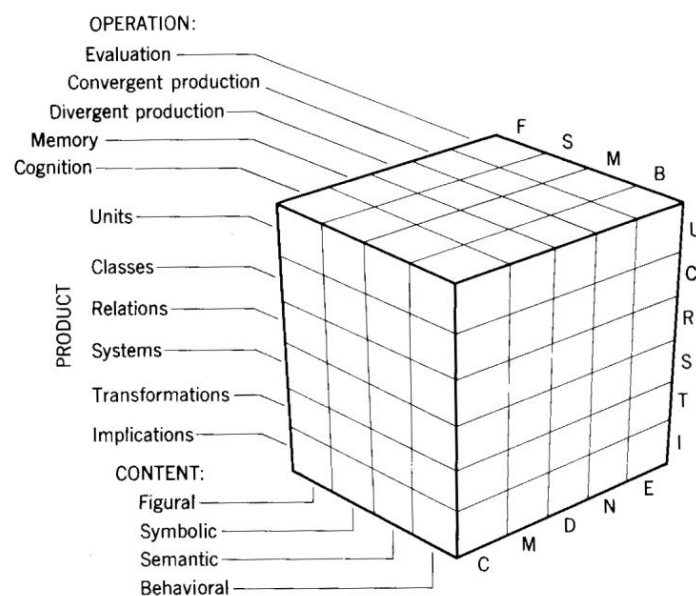 OPERATION:
Evaluation
Convergent production
Divergent production
Memory
Cognition
Units
Classes
Relations
Systems
Transformations
Implications
PRODUCT
CONTENT:
Figural
Symbolic
Semantic
Behavioral
F
S
M
B
U
C
R
S
T
I
C
M
D
N
E